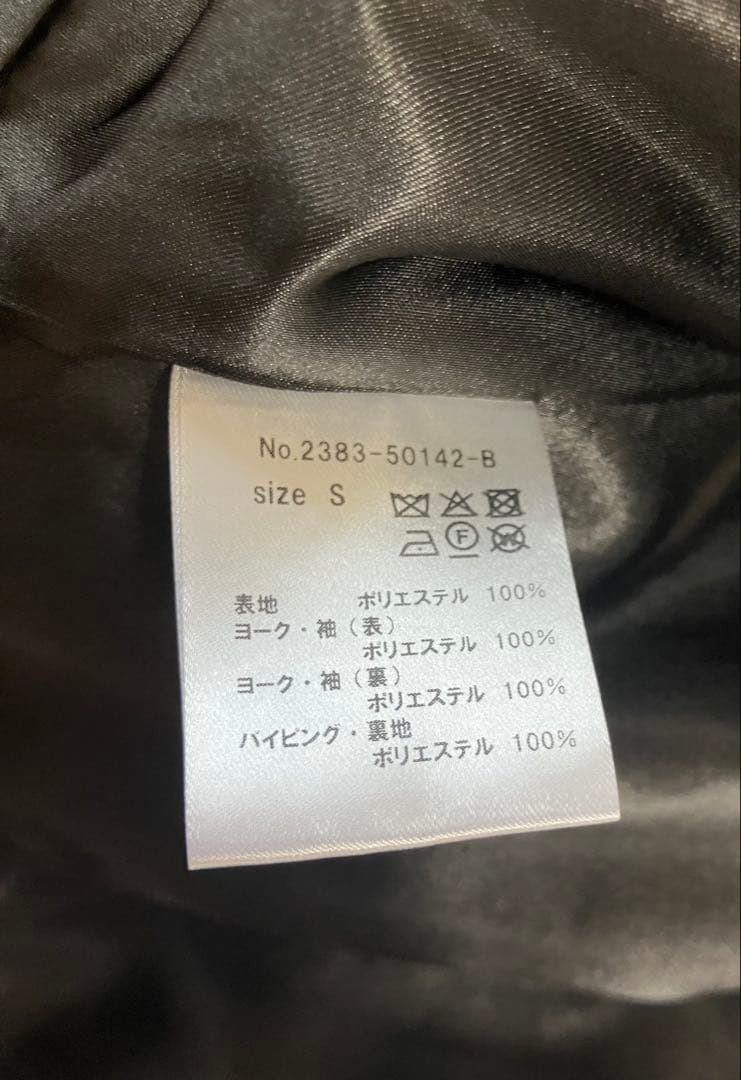 No.2383-50142-B
size S
表地 ポリエステル 100%
ヨーク・袖(表)
ポリエステル 100%
ヨーク・袖(裏)
ポリエステル 100%
パイピング・裏地
ポリエステル 100%